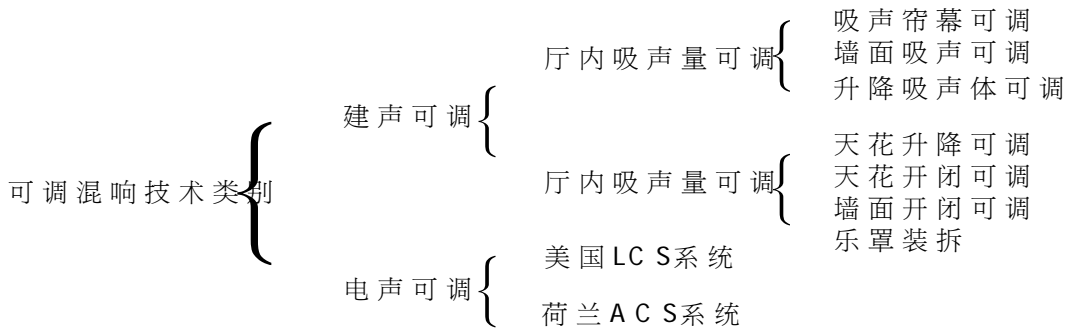 可调混响技术类别
建声可调
厅内吸声量可调
吸声帘幕可调
墙面吸声可调
升降吸声体可调
厅内吸声量可调
天花升降可调
天花开闭可调
墙面开闭可调
乐罩装拆
电声可调
美国LCS系统
荷兰ACS系统